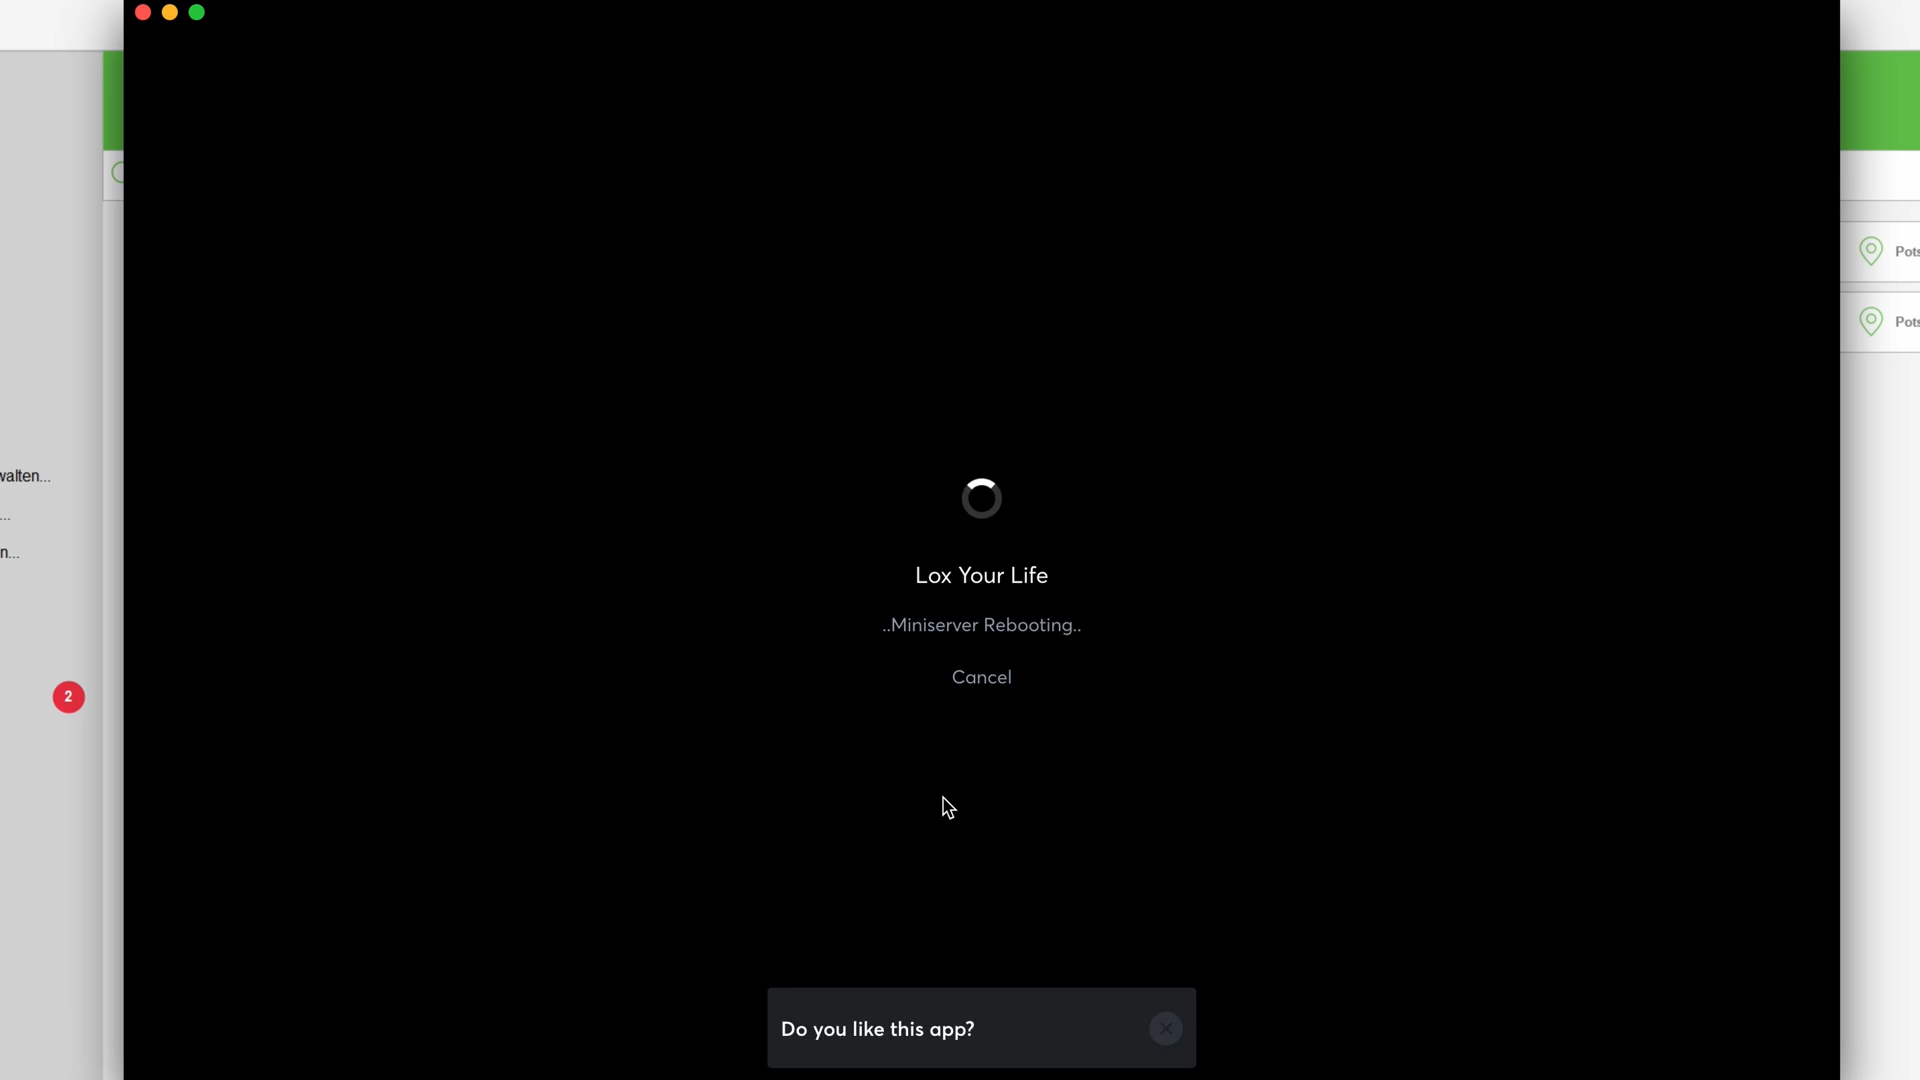 Pots
Pots
walten...
...
n...
2
Lox Your Life
..Miniserver Rebooting..
Cancel
Do you like this app?